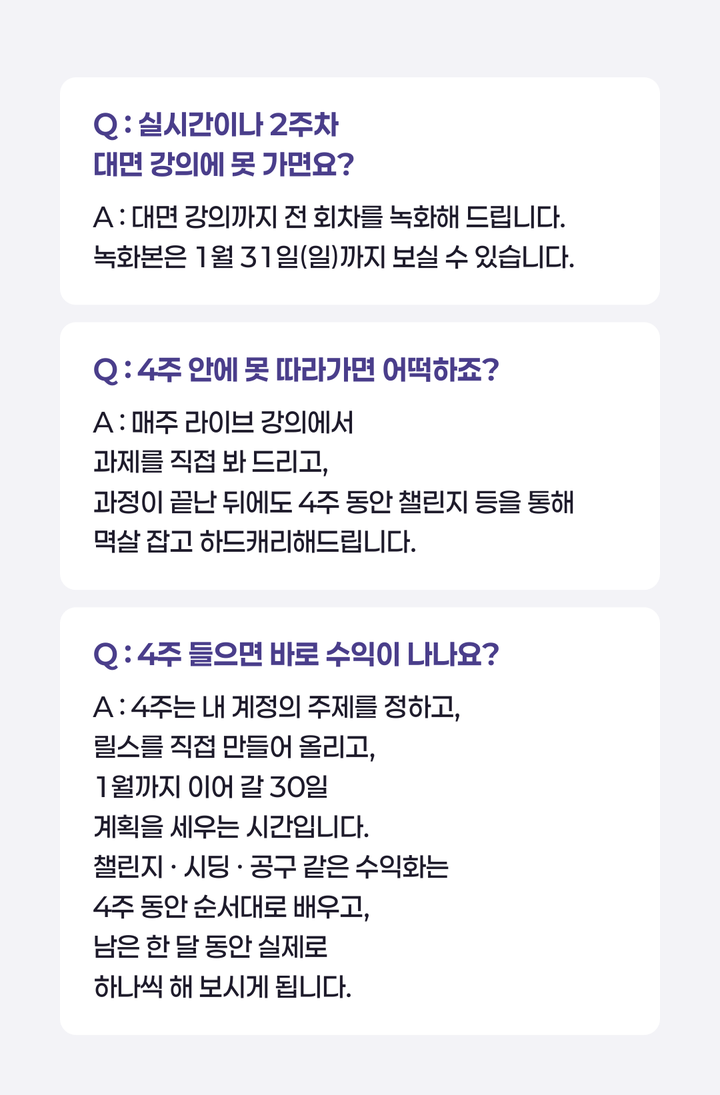 Q : 실시간이나 2주차
대면 강의에 못 가면요?
A : 대면 강의까지 전 회차를 녹화해 드립니다.
녹화본은 1월 31일(일)까지 보실 수 있습니다.
Q : 4주 안에 못 따라가면 어떡하죠?
A : 매주 라이브 강의에서
과제를 직접 봐 드리고,
과정이 끝난 뒤에도 4주 동안 챌린지 등을 통해
멱살 잡고 하드캐리해드립니다.
Q : 4주 들으면 바로 수익이 나나요?
A : 4주는 내 계정의 주제를 정하고,
릴스를 직접 만들어 올리고,
1월까지 이어 갈 30일
계획을 세우는 시간입니다.
챌린지 · 시딩 · 공구 같은 수익화는
4주 동안 순서대로 배우고,
남은 한 달 동안 실제로
하나씩 해 보시게 됩니다.